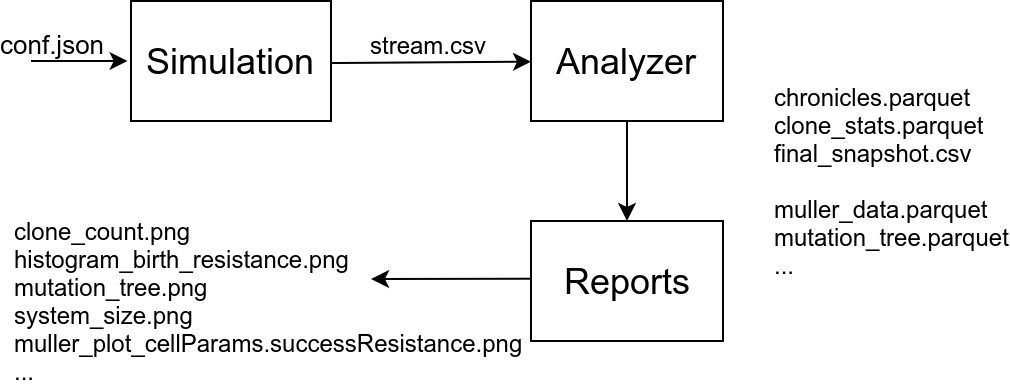 conf.json
Simulation
stream.csv
Analyzer
chronicles.parquet
clone_stats.parquet
final_snapshot.csv
muller_data.parquet
mutation_tree.parquet
...
Reports
clone_count.png
histogram_birth_resistance.png
mutation_tree.png
system_size.png
muller_plot_cellParams.successResistance.png
...